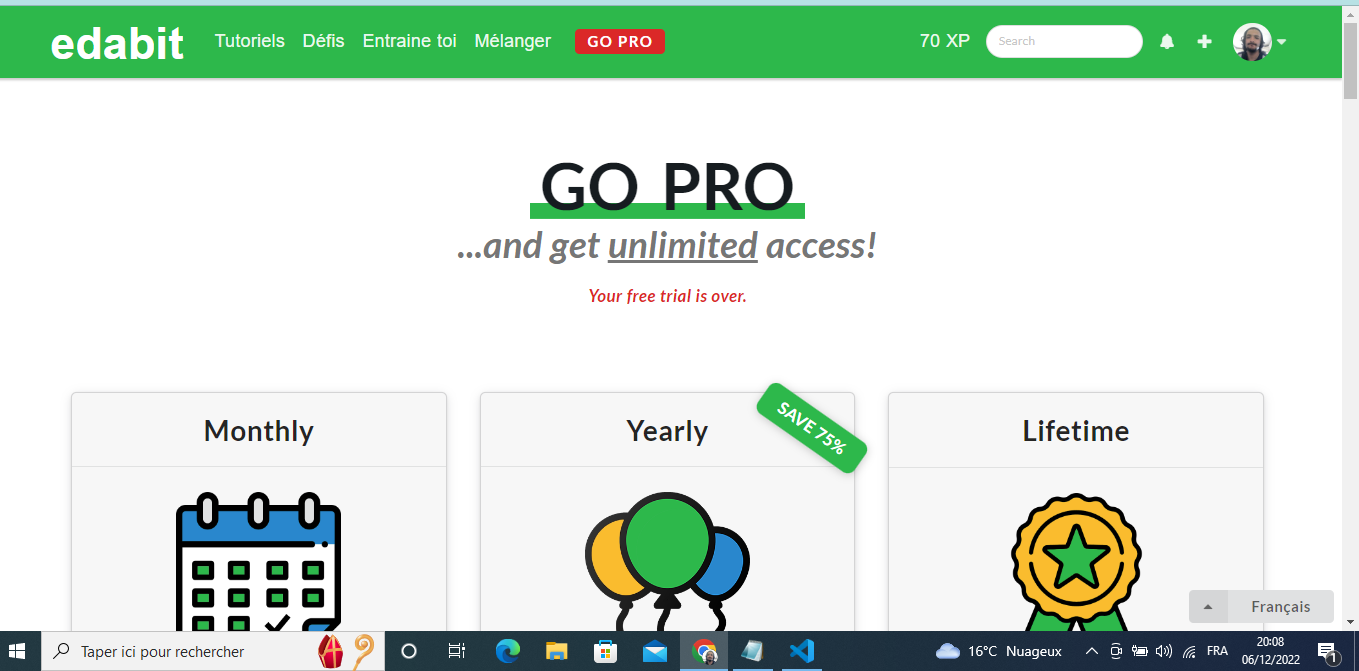 edabit
Tutoriels Défis Entraine toi Mélanger GO PRO 70 XP Search
GO PRO
...and get unlimited access!
Your free trial is over.
Monthly
Yearly
SAVE 75%
Lifetime
Français
Taper ici pour rechercher
16°C Nuageux
FRA
20:08
06/12/2022
1